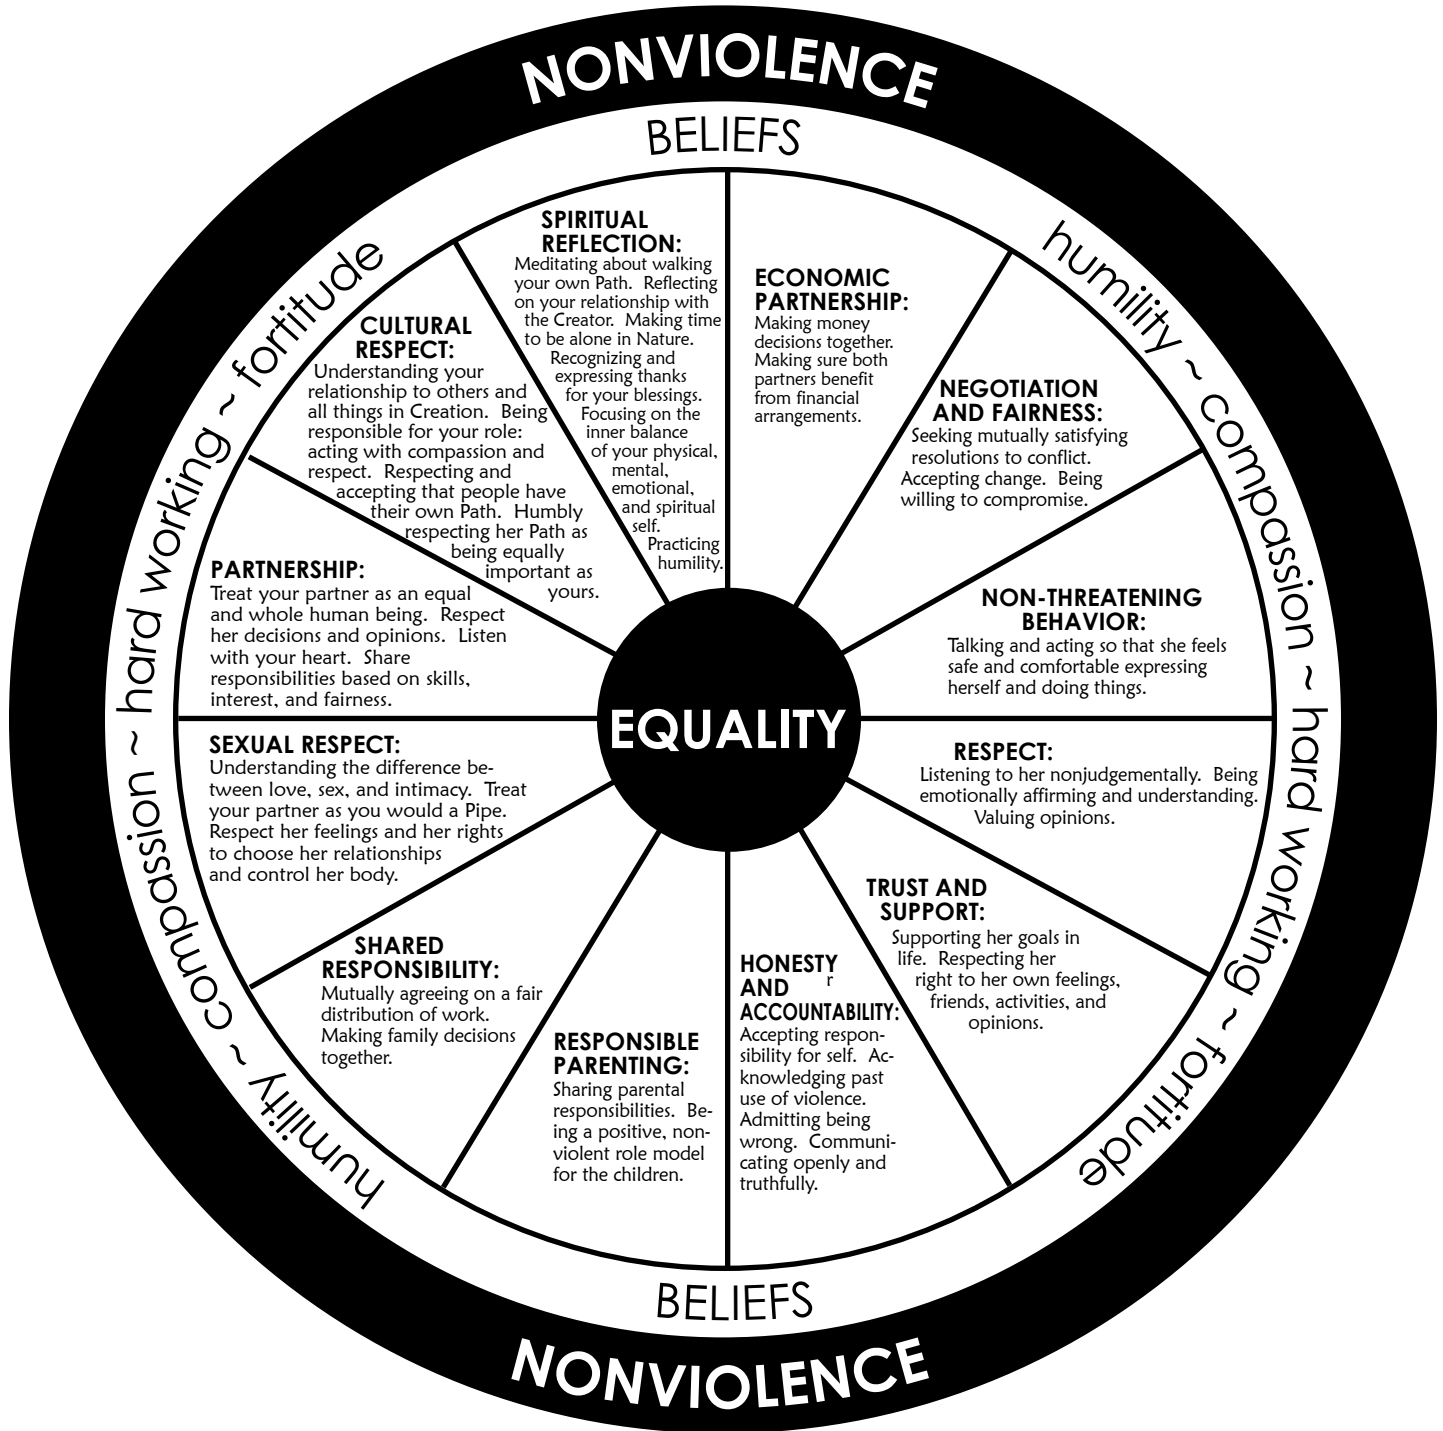 NONVIOLENCE
BELIEFS
humility ~ compassion ~ hard working ~ fortitude
SPIRITUAL
REFLECTION:
Meditating about walking
your own Path. Reflecting
on your relationship with
the Creator. Making time
to be alone in Nature.
Recognizing and
expressing thanks
for your blessings.
Focusing on the
inner balance
of your physical,
mental,
emotional,
and spiritual
self.
Practicing
humility.
ECONOMIC
PARTNERSHIP:
Making money
decisions together.
Making sure both
partners benefit
from financial
arrangements.
NEGOTIATION
AND FAIRNESS:
Seeking mutually satisfying
resolutions to conflict.
Accepting change. Being
willing to compromise.
NON-THREATENING
BEHAVIOR:
Talking and acting so that she feels
safe and comfortable expressing
herself and doing things.
RESPECT:
Listening to her nonjudgementally. Being
emotionally affirming and understanding.
Valuing opinions.
TRUST AND
SUPPORT:
Supporting her goals in
life. Respecting her
right to her own feelings,
friends, activities, and
opinions.
HONESTY
r
AND
ACCOUNTABILITY:
Accepting respon-
sibility for self. Ac-
knowledging past
use of violence.
Admitting being
wrong. Communi-
cating openly and
truthfully.
RESPONSIBLE
PARENTING:
Sharing parental
responsibilities. Be-
ing a positive, non-
violent role model
for the children.
SHARED
RESPONSIBILITY:
Mutually agreeing on a fair
distribution of work.
Making family decisions
together.
SEXUAL RESPECT:
Understanding the difference be-
tween love, sex, and intimacy. Treat
your partner as you would a Pipe.
Respect her feelings and her rights
to choose her relationships
and control her body.
PARTNERSHIP:
Treat your partner as an equal
and whole human being. Respect
her decisions and opinions. Listen
with your heart. Share
responsibilities based on skills,
interest, and fairness.
CULTURAL
RESPECT:
Understanding your
relationship to others and
all things in Creation. Being
responsible for your role:
acting with compassion and
respect. Respecting and
accepting that people have
their own Path. Humbly
respecting her Path as
being equally
important as
yours.
EQUALITY
humility ~ compassion ~ hard working ~ fortitude
BELIEFS
NONVIOLENCE